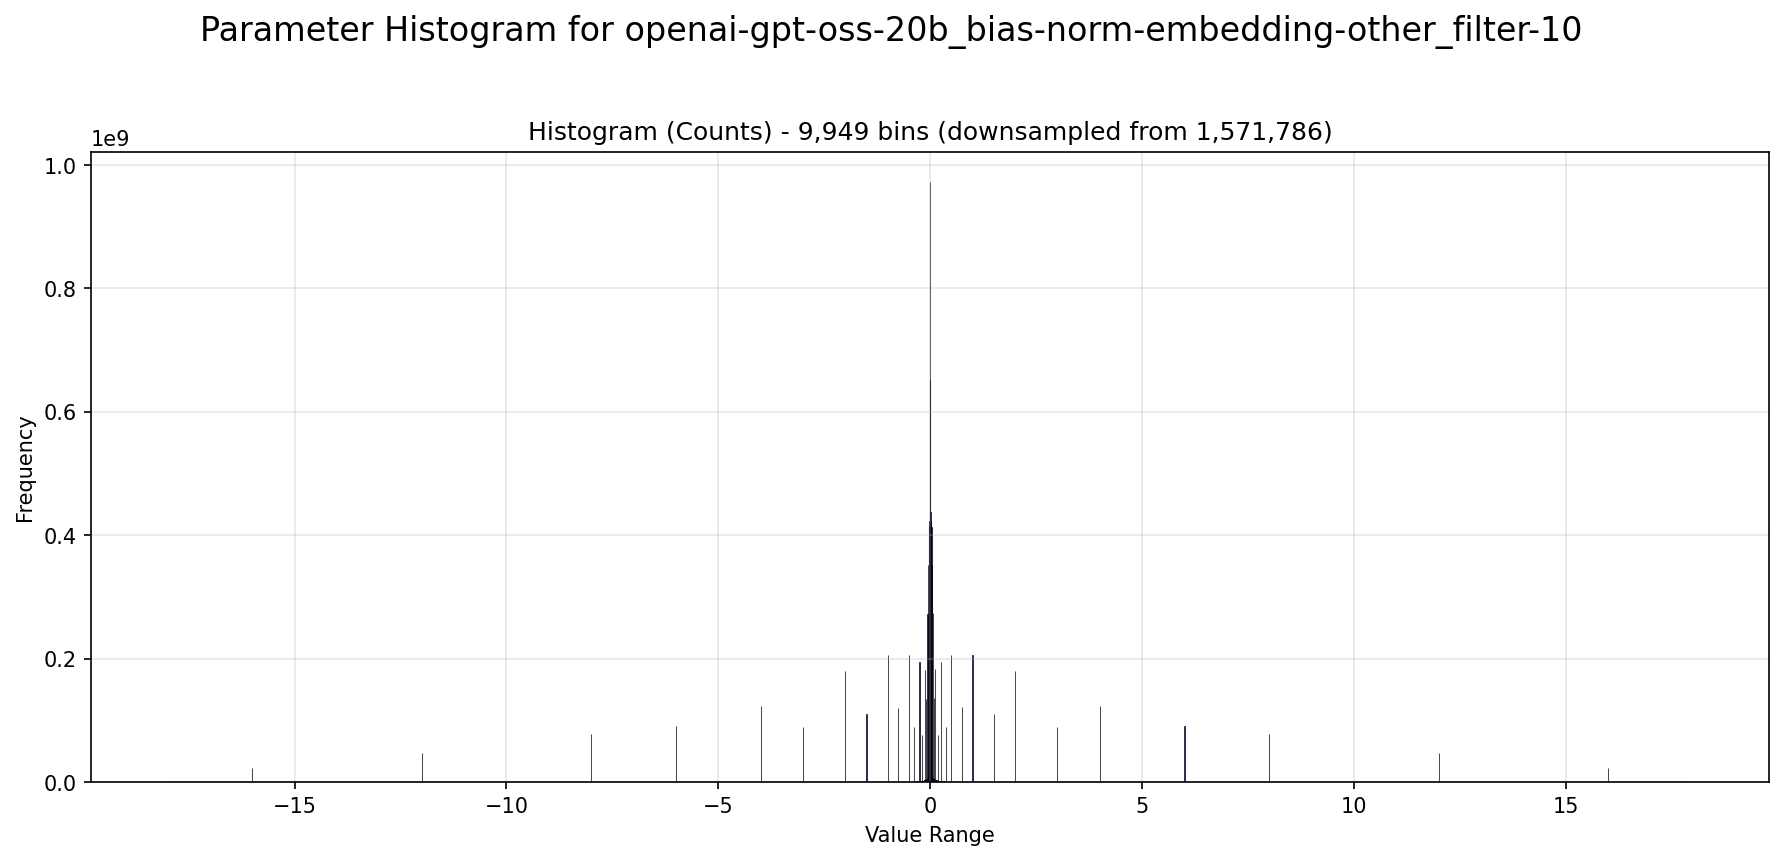 Parameter Histogram for openai-gpt-oss-20b_bias-norm-embedding-other_filter-10
Histogram (Counts) - 9,949 bins (downsampled from 1,571,786)
1e9
1.0
0.8
0.6
0.4
0.2
0.0
Frequency
−15
−10
−5
0
5
10
15
Value Range